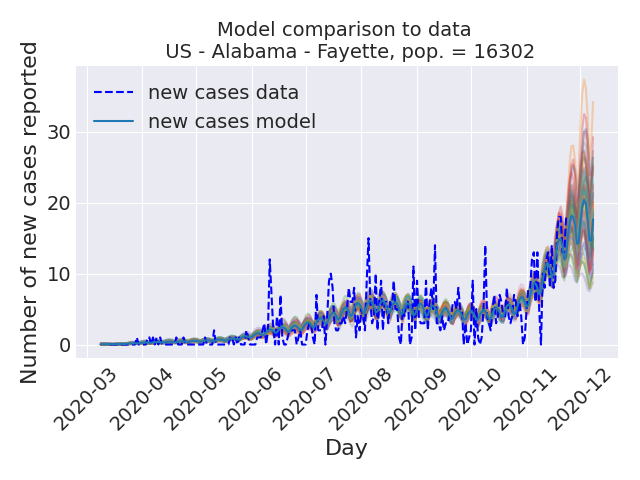 Model comparison to data
US - Alabama - Fayette, pop. = 16302
Number of new cases reported
new cases data
new cases model
30
20
10
0
2020-03
2020-04
2020-05
2020-06
2020-07
2020-08
2020-09
2020-10
2020-11
2020-12
Day